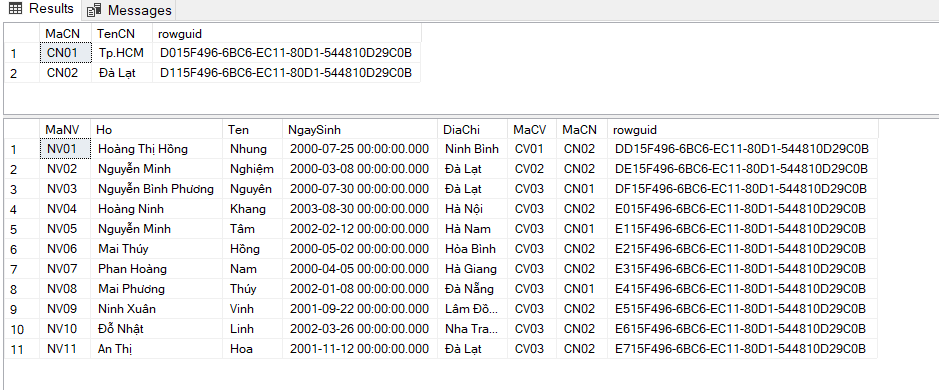 Results Messages
MaCN TenCN rowguid
1 CN01 Tp.HCM D015F496-6BC6-EC11-80D1-544810D29C0B
2 CN02 Đà Lạt D115F496-6BC6-EC11-80D1-544810D29C0B
MaNV Ho Ten NgaySinh DiaChi MaCV MaCN rowguid
1 NV01 Hoàng Thị Hồng Nhung 2000-07-25 00:00:00.000 Ninh Bình CV01 CN02 DD15F496-6BC6-EC11-80D1-544810D29C0B
2 NV02 Nguyễn Minh Nghiệm 2000-03-08 00:00:00.000 Đà Lạt CV02 CN02 DE15F496-6BC6-EC11-80D1-544810D29C0B
3 NV03 Nguyễn Bình Phương Nguyên 2000-07-30 00:00:00.000 Đà Lạt CV03 CN01 DF15F496-6BC6-EC11-80D1-544810D29C0B
4 NV04 Hoàng Ninh Khang 2003-08-30 00:00:00.000 Hà Nội CV03 CN02 E015F496-6BC6-EC11-80D1-544810D29C0B
5 NV05 Nguyễn Minh Tâm 2002-02-12 00:00:00.000 Hà Nam CV03 CN01 E115F496-6BC6-EC11-80D1-544810D29C0B
6 NV06 Mai Thúy Hồng 2000-05-02 00:00:00.000 Hòa Bình CV03 CN02 E215F496-6BC6-EC11-80D1-544810D29C0B
7 NV07 Phan Hoàng Nam 2000-04-05 00:00:00.000 Hà Giang CV03 CN02 E315F496-6BC6-EC11-80D1-544810D29C0B
8 NV08 Mai Phương Thúy 2002-01-08 00:00:00.000 Đà Nẵng CV03 CN01 E415F496-6BC6-EC11-80D1-544810D29C0B
9 NV09 Ninh Xuân Vinh 2001-09-22 00:00:00.000 Lâm Đồ... CV03 CN02 E515F496-6BC6-EC11-80D1-544810D29C0B
10 NV10 Đỗ Nhật Linh 2002-03-26 00:00:00.000 Nha Tra... CV03 CN02 E615F496-6BC6-EC11-80D1-544810D29C0B
11 NV11 An Thị Hoa 2001-11-12 00:00:00.000 Đà Lạt CV03 CN02 E715F496-6BC6-EC11-80D1-544810D29C0B